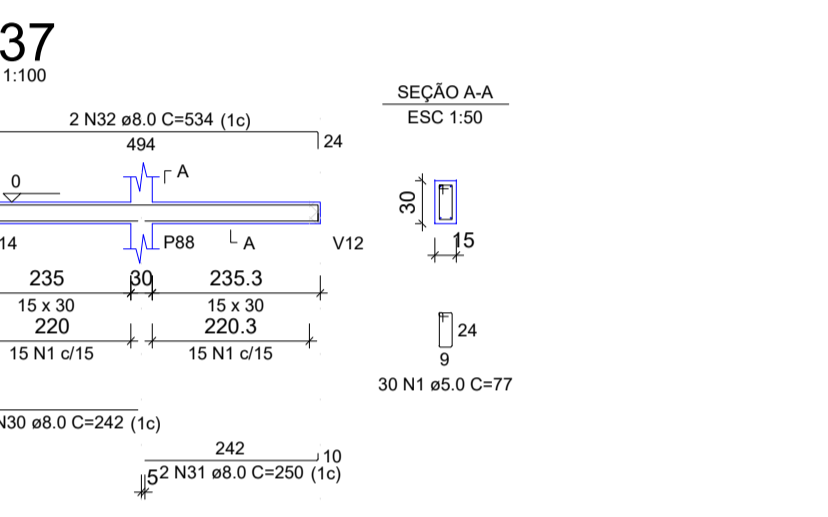 37
1:100
SEÇÃO A-A
ESC 1:50
2 N32 ø8.0 C=534 (1c)
494
24
A
0
30
14
P88
A
V12
15
235
30
235.3
15 x 30
15 x 30
220
220.3
24
15 N1 c/15
15 N1 c/15
9
30 N1 ø5.0 C=77
N30 ø8.0 C=242 (1c)
242
10
5
2 N31 ø8.0 C=250 (1c)